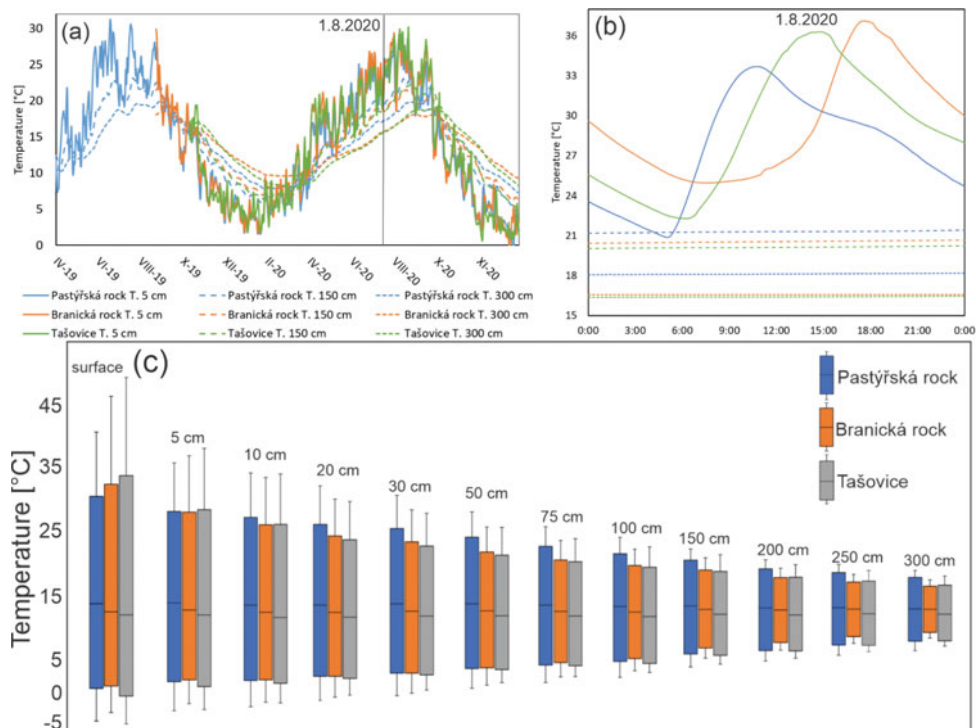 (a)
1.8.2020
Temperature [°C]
30
25
20
15
10
5
0
IV-19
VI-19
VIII-19
X-19
XII-19
II-20
IV-20
VI-20
VIII-20
X-20
XI-20
Pastýřská rock T. 5 cm
Pastýřská rock T. 150 cm
Pastýřská rock T. 300 cm
Branická rock T. 5 cm
Branická rock T. 150 cm
Branická rock T. 300 cm
Tašovice T. 5 cm
Tašovice T. 150 cm
Tašovice T. 300 cm
(b)
1.8.2020
Temperature [°C]
36
33
30
27
24
21
18
15
0:00
3:00
6:00
9:00
12:00
15:00
18:00
21:00
0:00
(c)
Temperature [°C]
45
35
25
15
5
0
-5
surface
5 cm
10 cm
20 cm
30 cm
50 cm
75 cm
100 cm
150 cm
200 cm
250 cm
300 cm
Pastýřská rock
Branická rock
Tašovice